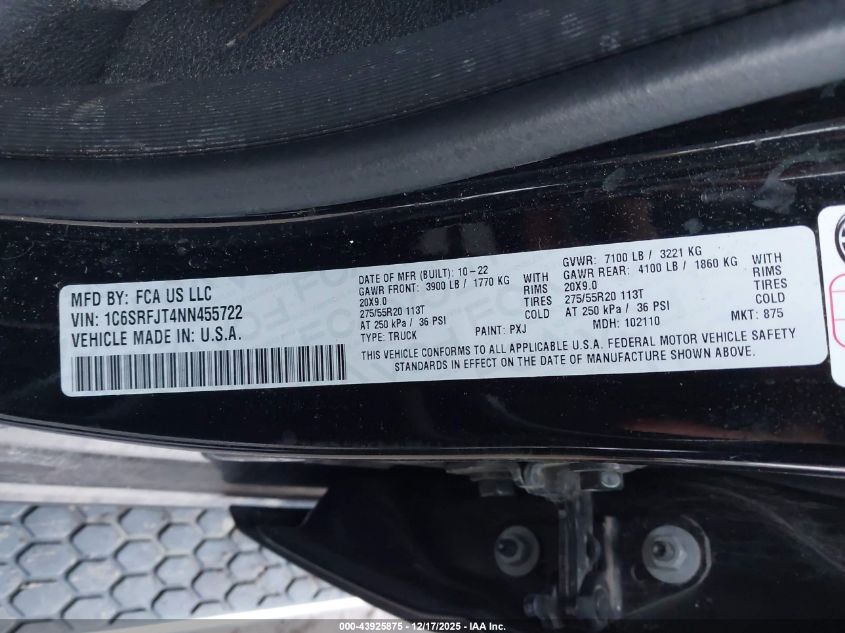 MFD BY: FCA US LLC
VIN: 1C6SRFJT4NN455722
VEHICLE MADE IN: U.S.A.
DATE OF MFR (BUILT): 10-22
GAWR FRONT: 3900 LB / 1770 KG WITH
20X9.0 RIMS
275/55R20 113T TIRES
AT 250 kPa / 36 PSI COLD
TYPE: TRUCK PAINT: PXJ
GVWR: 7100 LB / 3221 KG
GAWR REAR: 4100 LB / 1860 KG WITH
20X9.0 RIMS
275/55R20 113T TIRES
AT 250 kPa / 36 PSI COLD
MDH: 102110 MKT: 875
THIS VEHICLE CONFORMS TO ALL APPLICABLE U.S.A. FEDERAL MOTOR VEHICLE SAFETY
STANDARDS IN EFFECT ON THE DATE OF MANUFACTURE SHOWN ABOVE.
000-43925875 - 12/17/2025 - IAA Inc.